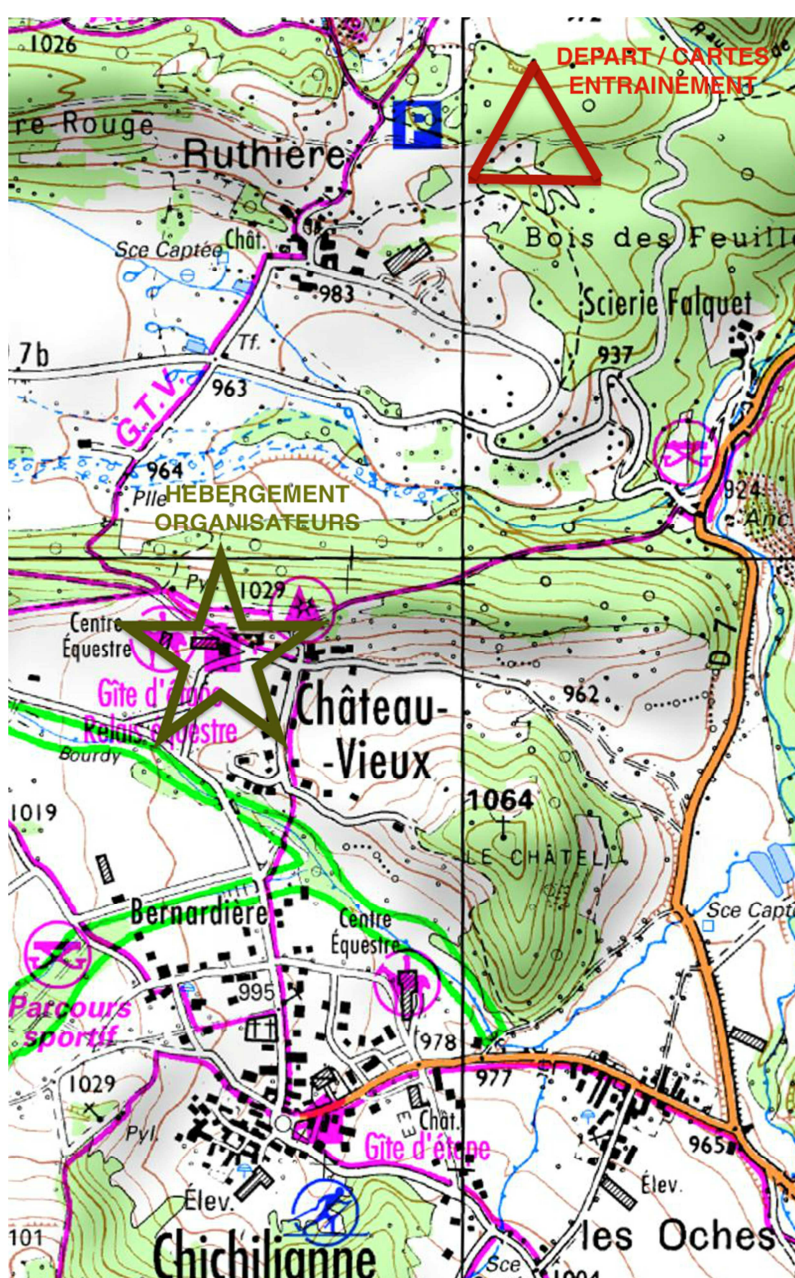 1026
DEPART / CARTES
ENTRAINEMENT
P
Ruthière
Bois des Feuill
Sce Captée
Chât.
983
Scierie Falquet
Tf.
7b
937
963
G.T.V.
964
Plle
924
HEBERGEMENT
ORGANISATEURS
1029
Centre
Équestre
D 7
962
Gîte d'étape
Relais équestre
Château-
-Vieux
Bourdy
1064
1019
LE CHÂTEL
Bernardière
Sce Capt
Centre
Équestre
Parcours
sportif
995
978
977
1029
Pyl.
Chât.
Gîte d'étape
965
Élev.
Élev.
les Oches
Chichilianne
Sce
1004
101